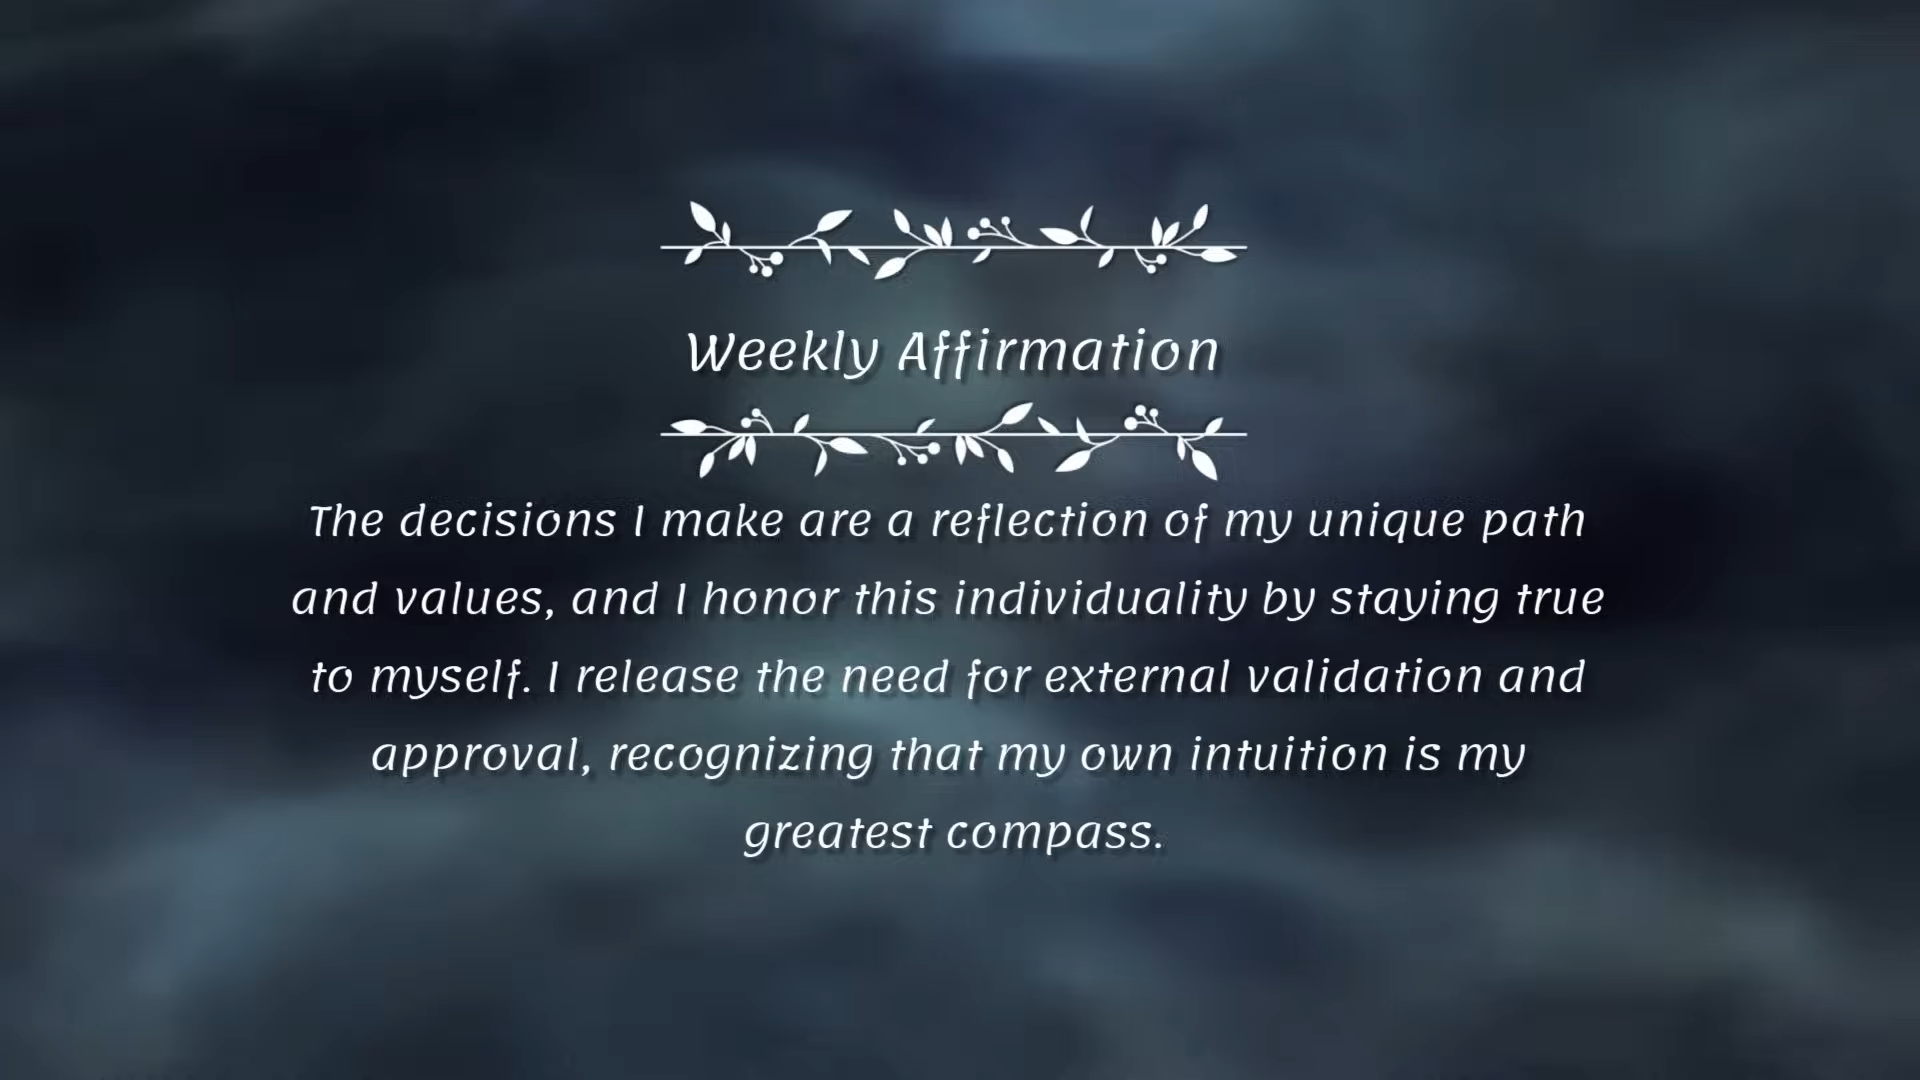 Weekly Affirmation
The decisions I make are a reflection of my unique path
and values, and I honor this individuality by staying true
to myself. I release the need for external validation and
approval, recognizing that my own intuition is my
greatest compass.